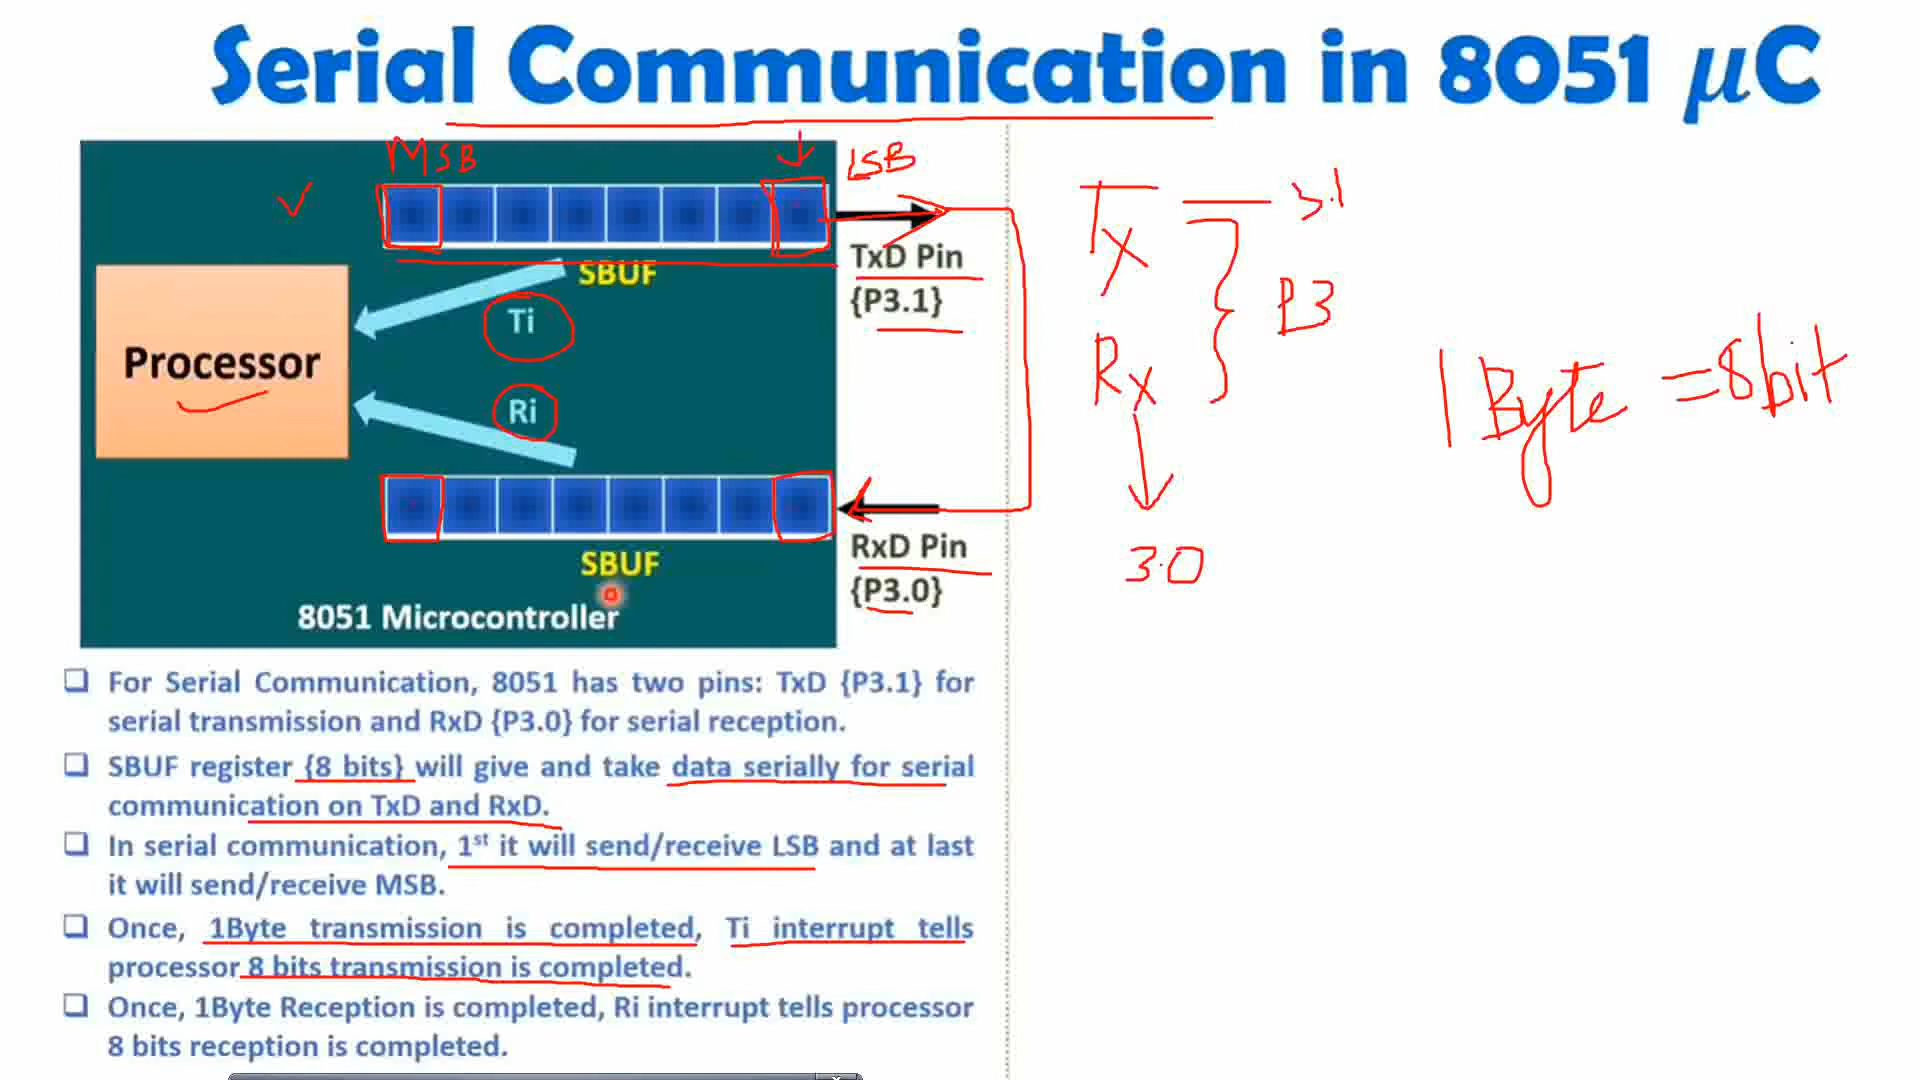 Serial Communication in 8051 μC
MSB
LSB
SBUF
TxD Pin
{P3.1}
Ti
Processor
Ri
SBUF
RxD Pin
{P3.0}
8051 Microcontroller
Tx
3.1
P3
Rx
3.0
1 Byte = 8bit
❑ For Serial Communication, 8051 has two pins: TxD {P3.1} for
serial transmission and RxD {P3.0} for serial reception.
❑ SBUF register {8 bits} will give and take data serially for serial
communication on TxD and RxD.
❑ In serial communication, 1st it will send/receive LSB and at last
it will send/receive MSB.
❑ Once, 1Byte transmission is completed, Ti interrupt tells
processor 8 bits transmission is completed.
❑ Once, 1Byte Reception is completed, Ri interrupt tells processor
8 bits reception is completed.